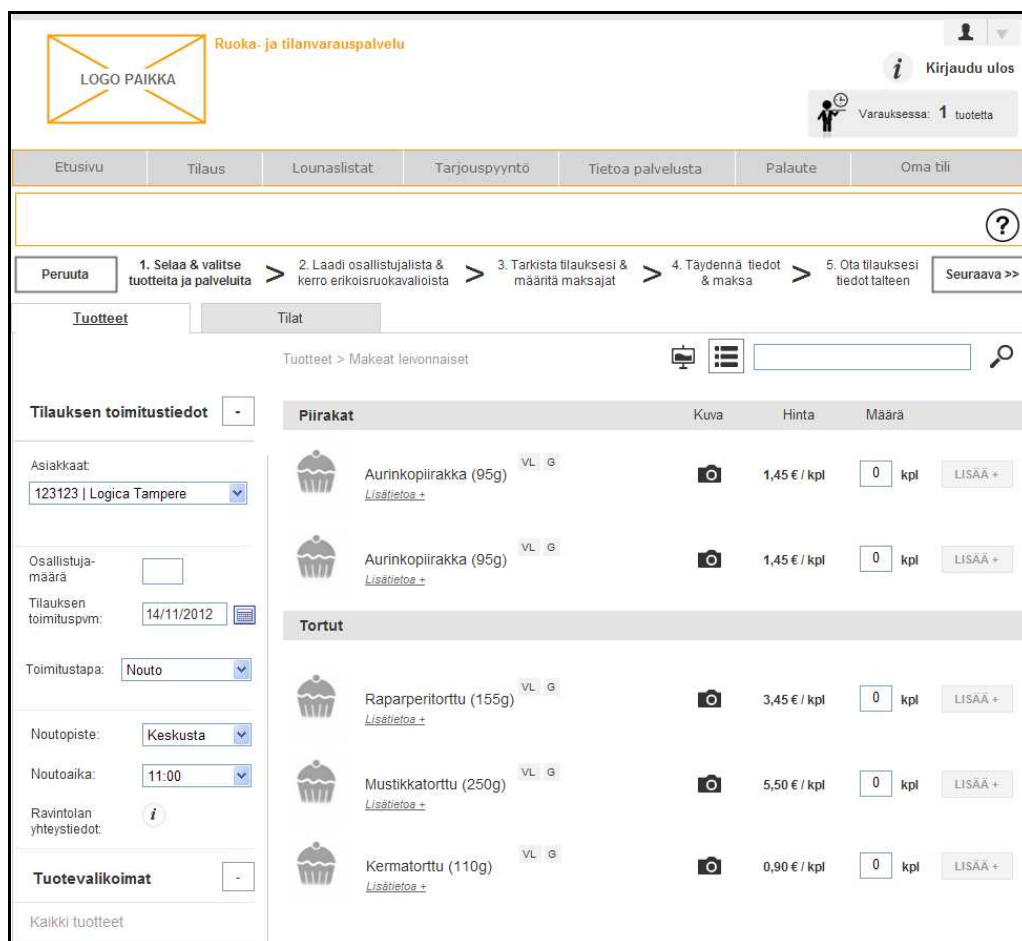 Ruoka- ja tilanvarauspalvelu
LOGO PAIKKA
i Kirjaudu ulos
Varauksessa: 1 tuotetta
Etusivu Tilaus Lounaslistat Tarjouspyyntö Tietoa palvelusta Palaute Oma tili
?
Peruuta
1. Selaa & valitse
tuotteita ja palveluita
>
2. Laadi osallistujalista &
kerro erikoisruokavalioista
>
3. Tarkista tilauksesi &
määritä maksajat
>
4. Täydennä tiedot
& maksa
>
5. Ota tilauksesi
tiedot talteen
Seuraava >>
Tuotteet Tilat
Tuotteet > Makeat leivonnaiset
Tilauksen toimitustiedot -
Asiakkaat:
123123 | Logica Tampere
Osallistuja-
määrä
Tilauksen
toimituspvm:
14/11/2012
Toimitustapa: Nouto
Noutopiste: Keskusta
Noutoaika: 11:00
Ravintolan
yhteystiedot:
i
Tuotevalikoimat -
Kaikki tuotteet
Piirakat Kuva Hinta Määrä
Aurinkopiirakka (95g) VL G 1,45 € / kpl 0 kpl LISÄÄ +
Lisätietoa +
Aurinkopiirakka (95g) VL G 1,45 € / kpl 0 kpl LISÄÄ +
Lisätietoa +
Tortut
Raparperitorttu (155g) VL G 3,45 € / kpl 0 kpl LISÄÄ +
Lisätietoa +
Mustikkatorttu (250g) VL G 5,50 € / kpl 0 kpl LISÄÄ +
Lisätietoa +
Kermatorttu (110g) VL G 0,90 € / kpl 0 kpl LISÄÄ +
Lisätietoa +